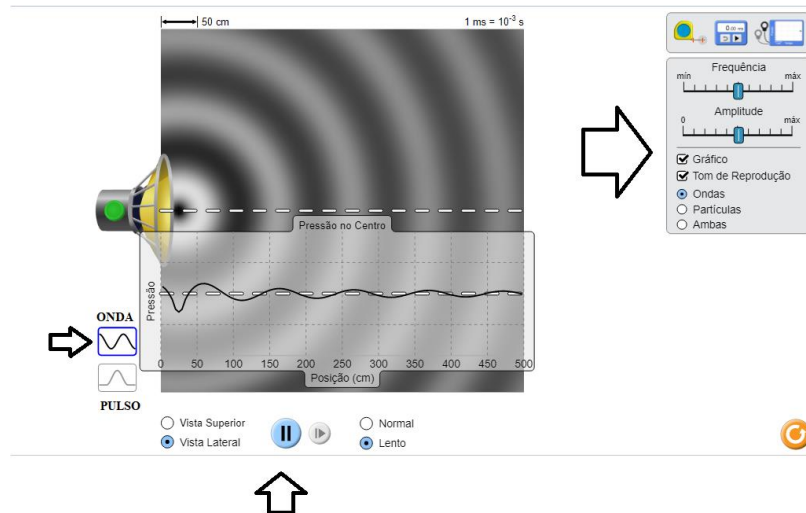 50 cm
1 ms = 10⁻³ s
Frequência
mín
máx
Amplitude
0
máx
Gráfico
Tom de Reprodução
Ondas
Partículas
Ambas
Pressão no Centro
Pressão
ONDA
0 50 100 150 200 250 300 350 400 450 500
Posição (cm)
PULSO
Vista Superior
Vista Lateral
Normal
Lento